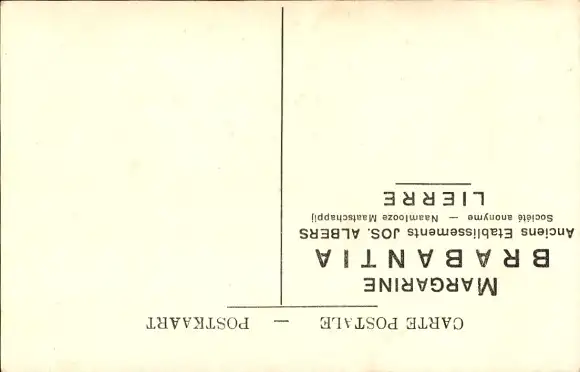 CARTE POSTALE — POSTKAART
MARGARINE
BRABANTIA
Anciens Etablissements JOS. ALBERS
Société anonyme — Naamlooze Maatschappij
LIERRE